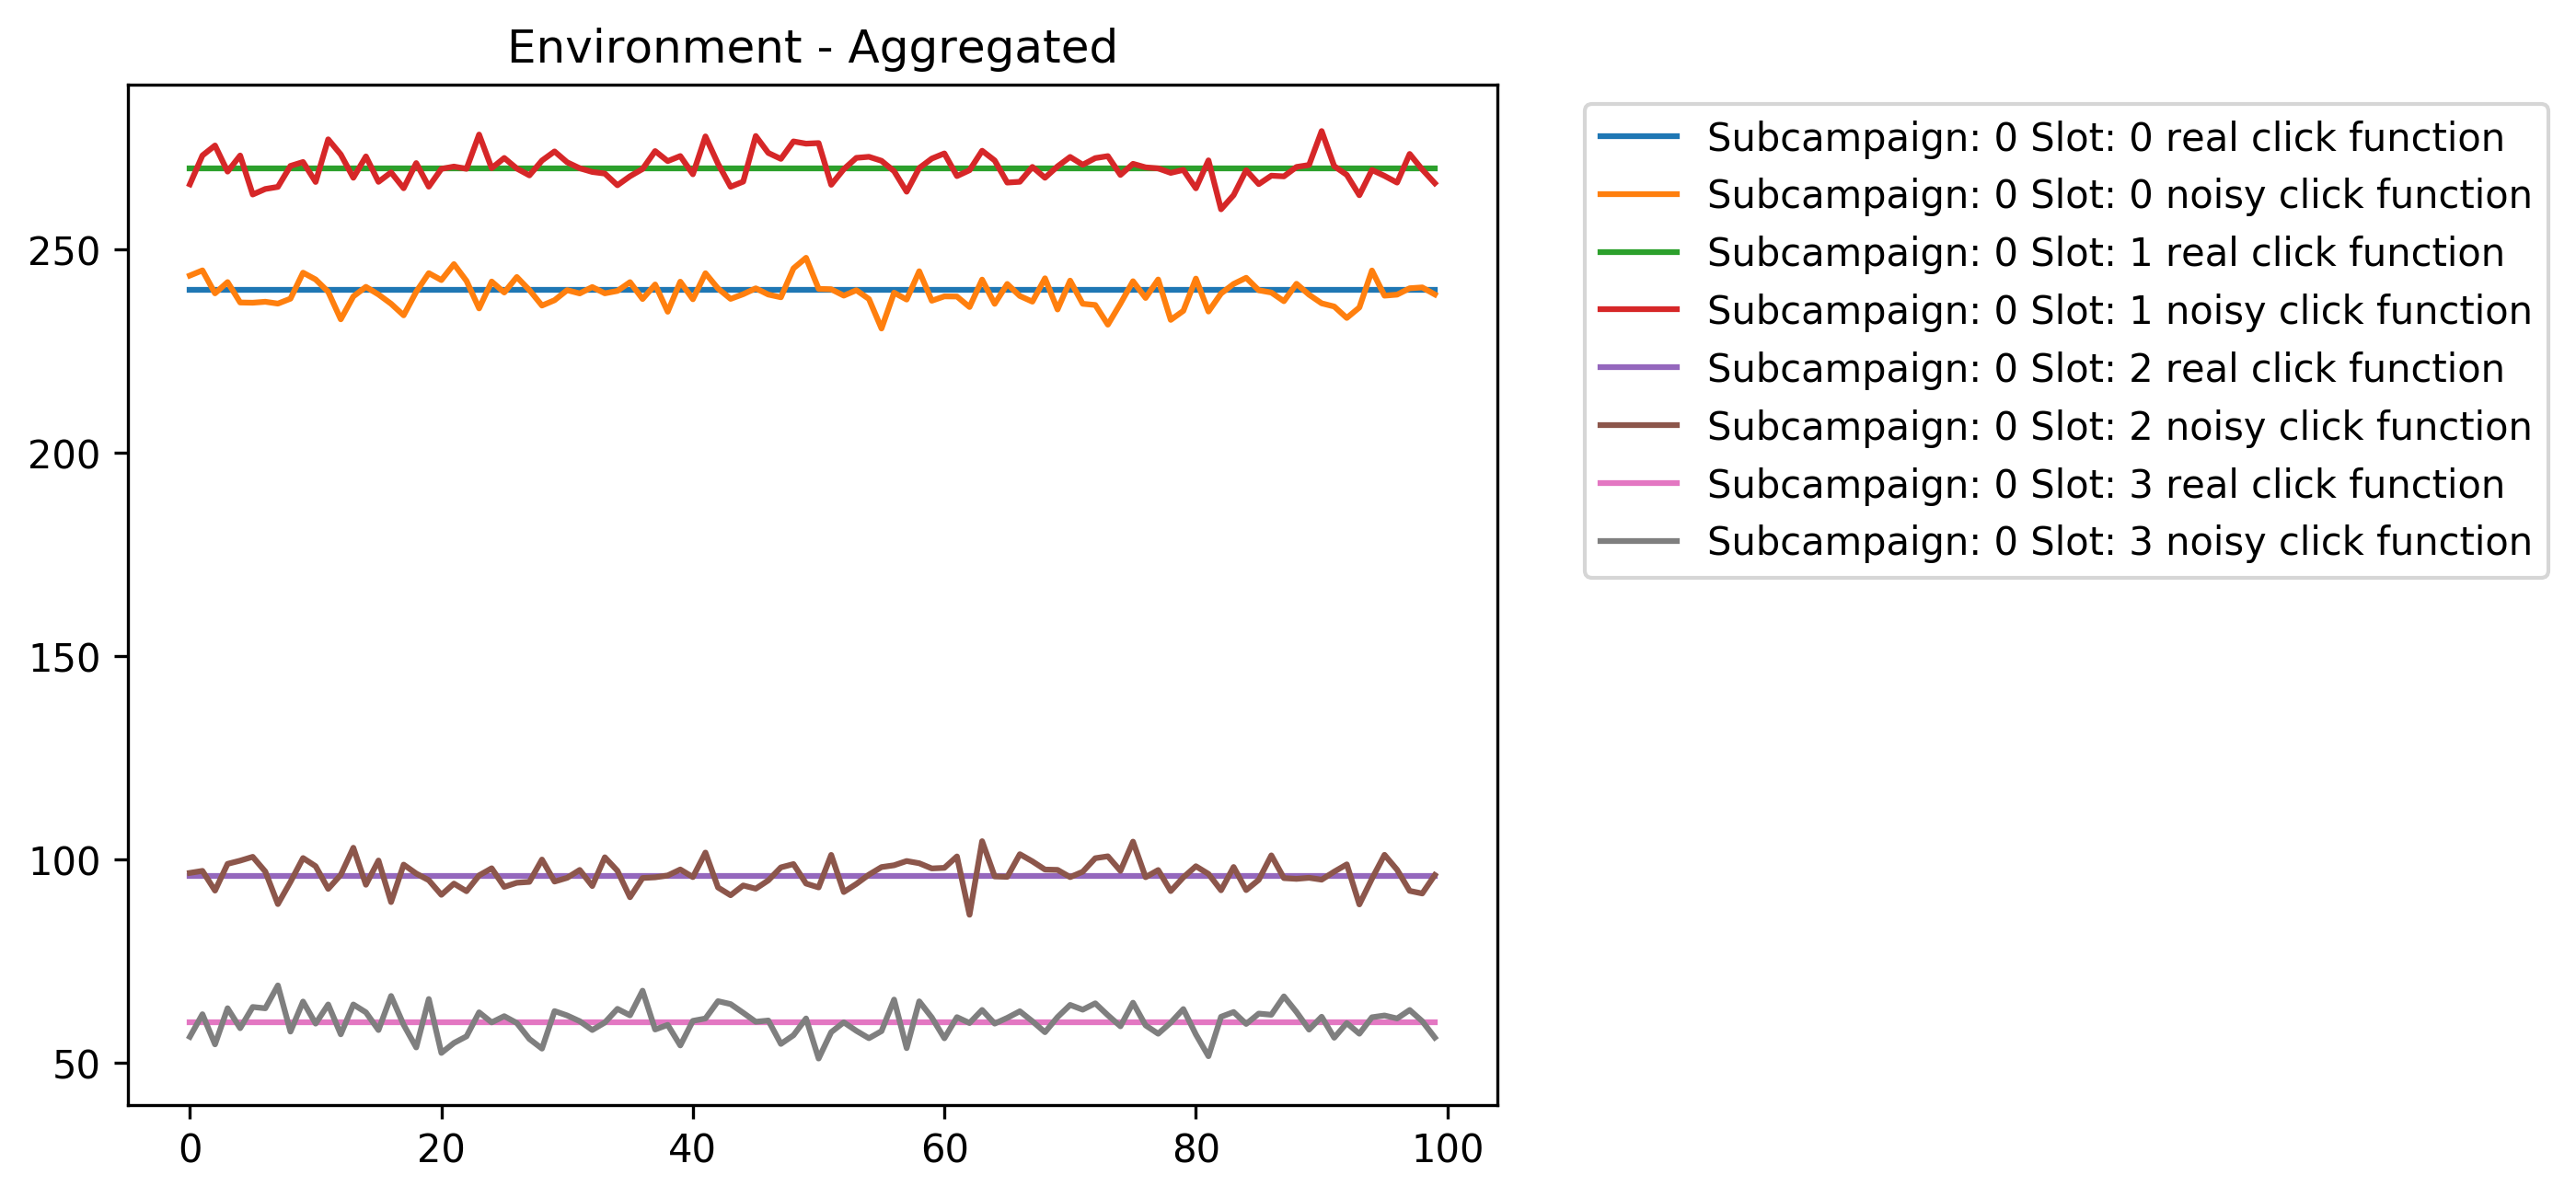 Environment - Aggregated
250
200
150
100
50
0 20 40 60 80 100
Subcampaign: 0 Slot: 0 real click function
Subcampaign: 0 Slot: 0 noisy click function
Subcampaign: 0 Slot: 1 real click function
Subcampaign: 0 Slot: 1 noisy click function
Subcampaign: 0 Slot: 2 real click function
Subcampaign: 0 Slot: 2 noisy click function
Subcampaign: 0 Slot: 3 real click function
Subcampaign: 0 Slot: 3 noisy click function